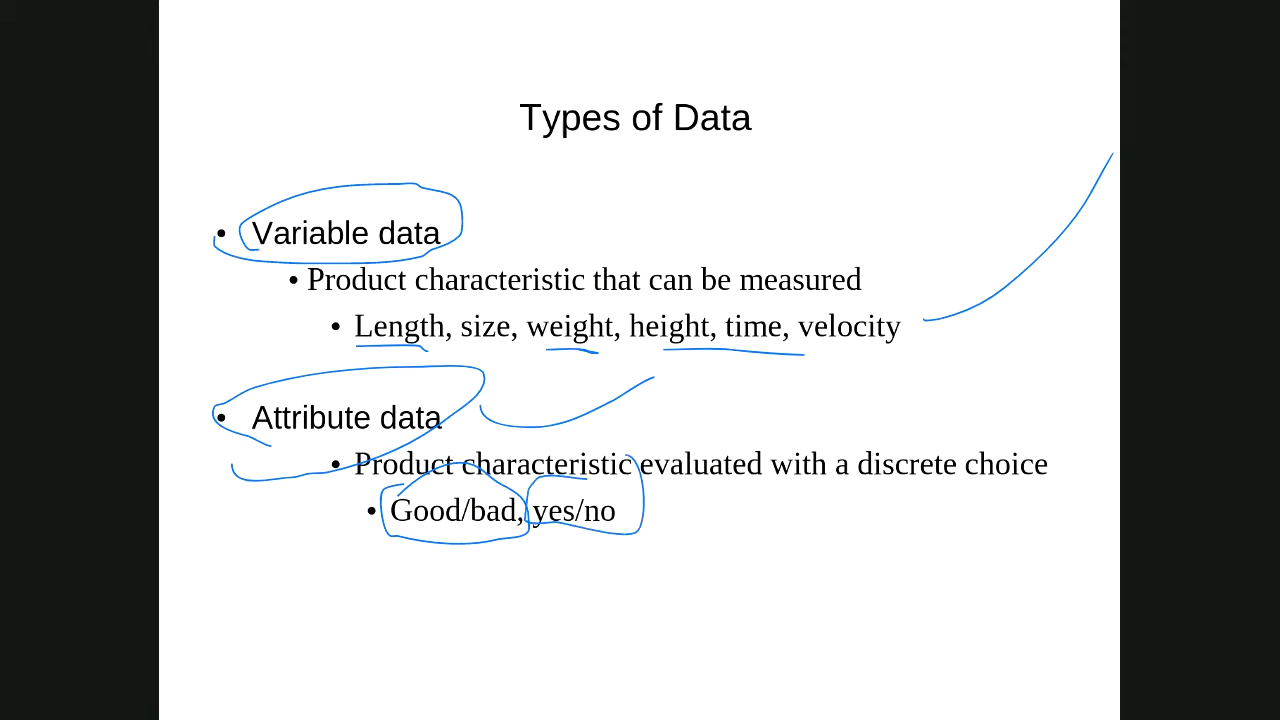 Types of Data
• Variable data
• Product characteristic that can be measured
• Length, size, weight, height, time, velocity
• Attribute data
• Product characteristic evaluated with a discrete choice
• Good/bad, yes/no